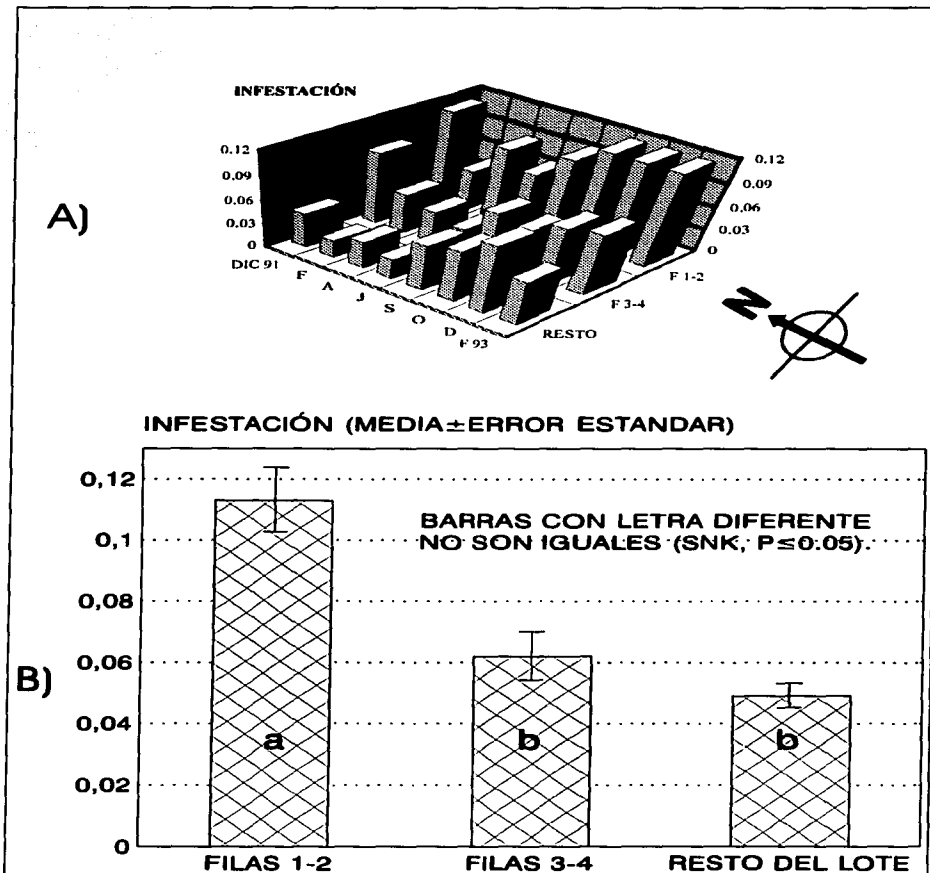 A)
INFESTACIÓN
0.12
0.09
0.06
0.03
0
0.12
0.09
0.06
0.03
0
DIC 91
F
A
J
S
O
D
F 93
RESTO
F 3-4
F 1-2
N
B)
INFESTACIÓN (MEDIA±ERROR ESTANDAR)
BARRAS CON LETRA DIFERENTE
NO SON IGUALES (SNK, P≤0.05).
0,12
0,1
0,08
0,06
0,04
0,02
0
a
b
b
FILAS 1-2
FILAS 3-4
RESTO DEL LOTE